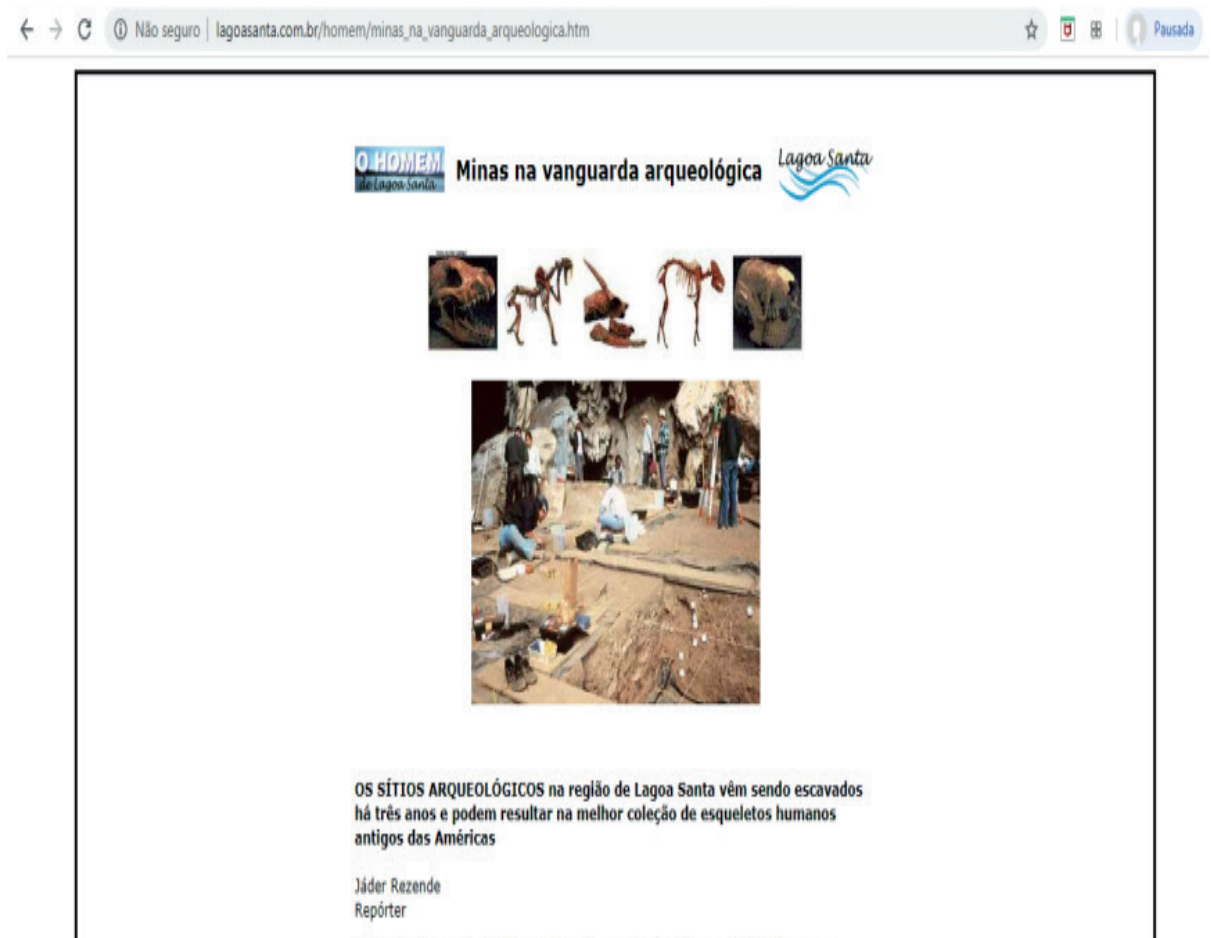 Não seguro | lagoasanta.com.br/homem/minas_na_vanguarda_arqueologica.htm
Pausada
O HOMEM
de Lagoa Santa
Minas na vanguarda arqueológica
Lagoa Santa
OS SÍTIOS ARQUEOLÓGICOS na região de Lagoa Santa vêm sendo escavados
há três anos e podem resultar na melhor coleção de esqueletos humanos
antigos das Américas
Jáder Rezende
Repórter